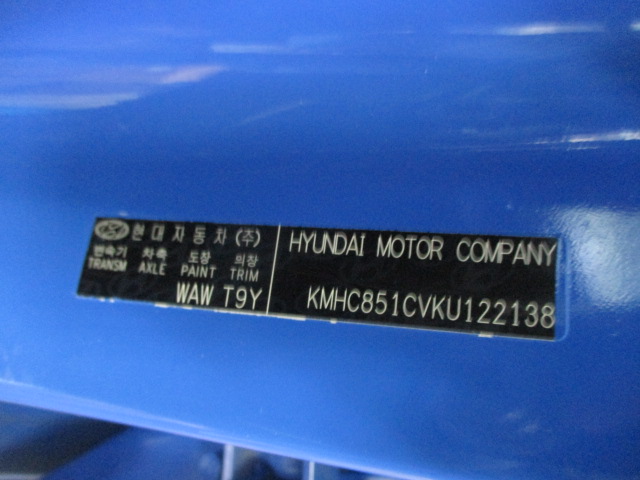 현대자동차(주)
변속기 차축 도장 의장
TRANSM AXLE PAINT TRIM
WAW T9Y
HYUNDAI MOTOR COMPANY
KMHC851CVKU122138